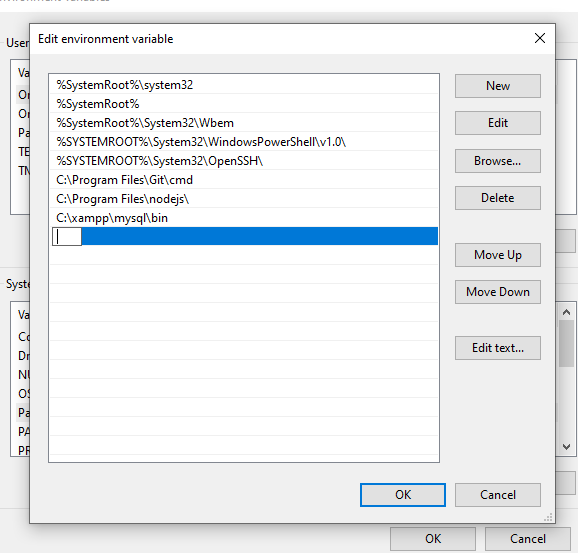 Edit environment variable
User
Va
Or
Or
Pa
TE
TN
%SystemRoot%\system32
%SystemRoot%
%SystemRoot%\System32\Wbem
%SYSTEMROOT%\System32\WindowsPowerShell\v1.0\
%SYSTEMROOT%\System32\OpenSSH\
C:\Program Files\Git\cmd
C:\Program Files\nodejs\
C:\xampp\mysql\bin
New
Edit
Browse...
Delete
Move Up
Move Down
Edit text...
Syste
Va
Co
Dr
NU
OS
Pa
PA
PR
OK
Cancel
OK
Cancel